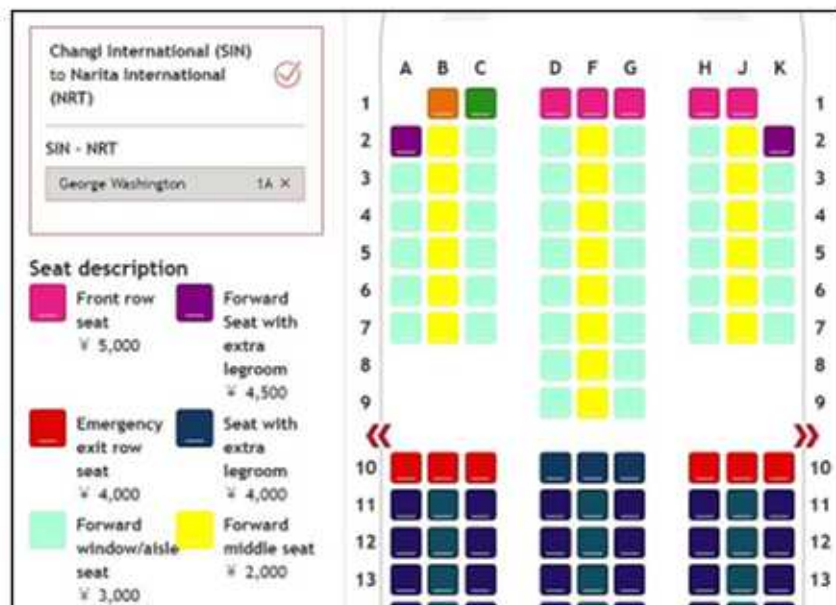 Changi International (SIN)
to Narita International
(NRT)
SIN - NRT
George Washington 1A ×
Seat description
Front row
seat
¥ 5,000
Forward
Seat with
extra
legroom
¥ 4,500
Emergency
exit row
seat
¥ 4,000
Seat with
extra
legroom
¥ 4,000
Forward
window/aisle
seat
¥ 3,000
Forward
middle seat
¥ 2,000
A B C D F G H J K
1 1
2 2
3 3
4 4
5 5
6 6
7 7
8 8
9 9
10 10
11 11
12 12
13 13